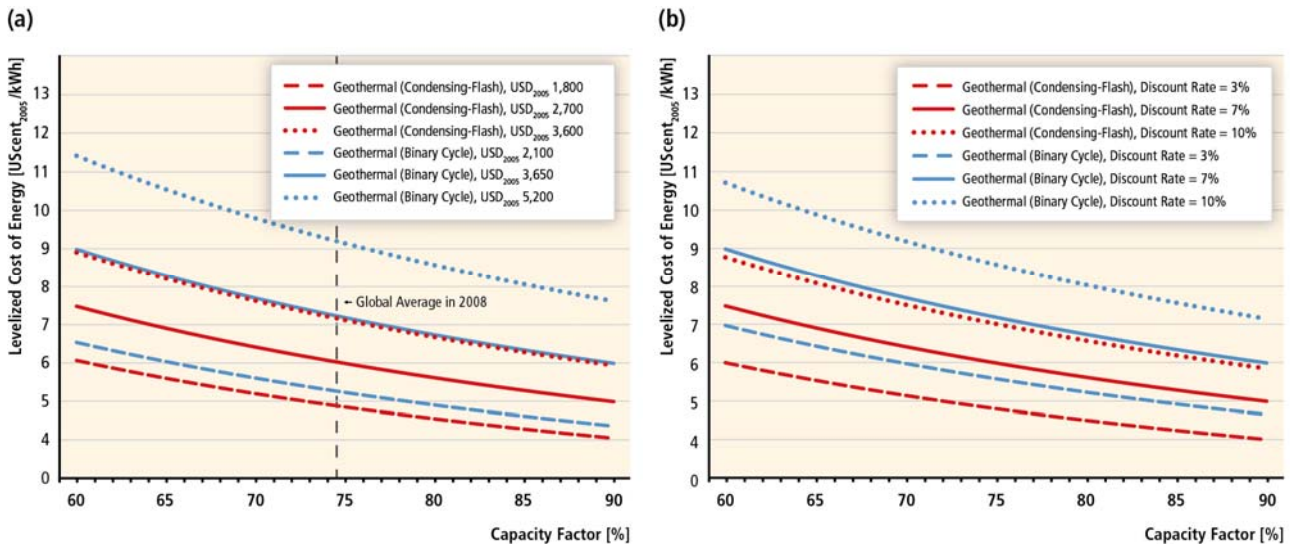 (a)
Levelized Cost of Energy [UScent2005/kWh]
13
12
11
10
9
8
7
6
5
4
0
Geothermal (Condensing-Flash), USD2005 1,800
Geothermal (Condensing-Flash), USD2005 2,700
Geothermal (Condensing-Flash), USD2005 3,600
Geothermal (Binary Cycle), USD2005 2,100
Geothermal (Binary Cycle), USD2005 3,650
Geothermal (Binary Cycle), USD2005 5,200
Global Average in 2008
60 65 70 75 80 85 90
Capacity Factor [%]
(b)
Levelized Cost of Energy [UScent2005/kWh]
13
12
11
10
9
8
7
6
5
4
0
Geothermal (Condensing-Flash), Discount Rate = 3%
Geothermal (Condensing-Flash), Discount Rate = 7%
Geothermal (Condensing-Flash), Discount Rate = 10%
Geothermal (Binary Cycle), Discount Rate = 3%
Geothermal (Binary Cycle), Discount Rate = 7%
Geothermal (Binary Cycle), Discount Rate = 10%
60 65 70 75 80 85 90
Capacity Factor [%]